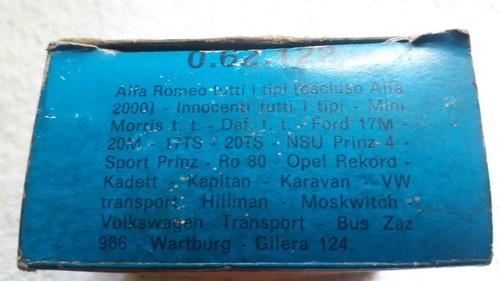 0.62.122
Alfa Romeo tutti i tipi (escluso Alfa
2000) - Innocenti tutti i tipi - Mini
Morris t. t. - Daf. t. t. - Ford 17M -
20M - 17TS - 20TS - NSU Prinz 4 -
Sport Prinz - Ro 80 - Opel Rekord -
Kadett - Kapitan - Karavan - VW
transport. Hillman - Moskwitch -
Volkswagen Transport - Bus Zaz
966 - Wartburg - Gilera 124.